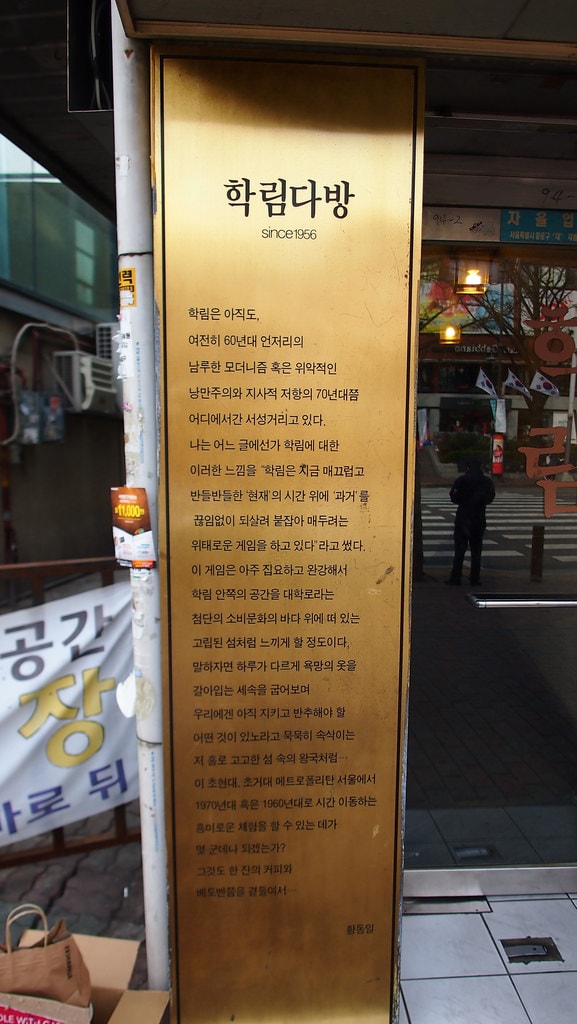 학림다방
since 1956
학림은 아직도,
여전히 60년대 언저리의
남루한 모더니즘 혹은 위악적인
낭만주의와 지사적 저항의 70년대쯤
어디에서간 서성거리고 있다.
나는 어느 글에선가 학림에 대한
이러한 느낌을 “학림은 지금 매끄럽고
반들반들한 ‘현재’의 시간 위에 ‘과거’를
끊임없이 되살려 붙잡아 매두려는
위태로운 게임을 하고 있다”라고 썼다.
이 게임은 아주 집요하고 완강해서
학림 안쪽의 공간을 대학로라는
첨단의 소비문화의 바다 위에 떠 있는
고립된 섬처럼 느끼게 할 정도이다.
말하자면 하루가 다르게 욕망의 옷을
갈아입는 세속을 굽어보며
우리에겐 아직 지키고 반추해야 할
어떤 것이 있노라고 묵묵히 속삭이는
저 홀로 고고한 섬 속의 왕국처럼…
이 초현대, 초거대 메트로폴리탄 서울에서
1970년대 혹은 1960년대로 시간 이동하는
흥미로운 체험을 할 수 있는 데가
몇 군데나 되겠는가?
그것도 한 잔의 커피와
베토벤쯤을 곁들여서…
황동일
94-2
자율업
림
11,000
공간
장
바로 뒤